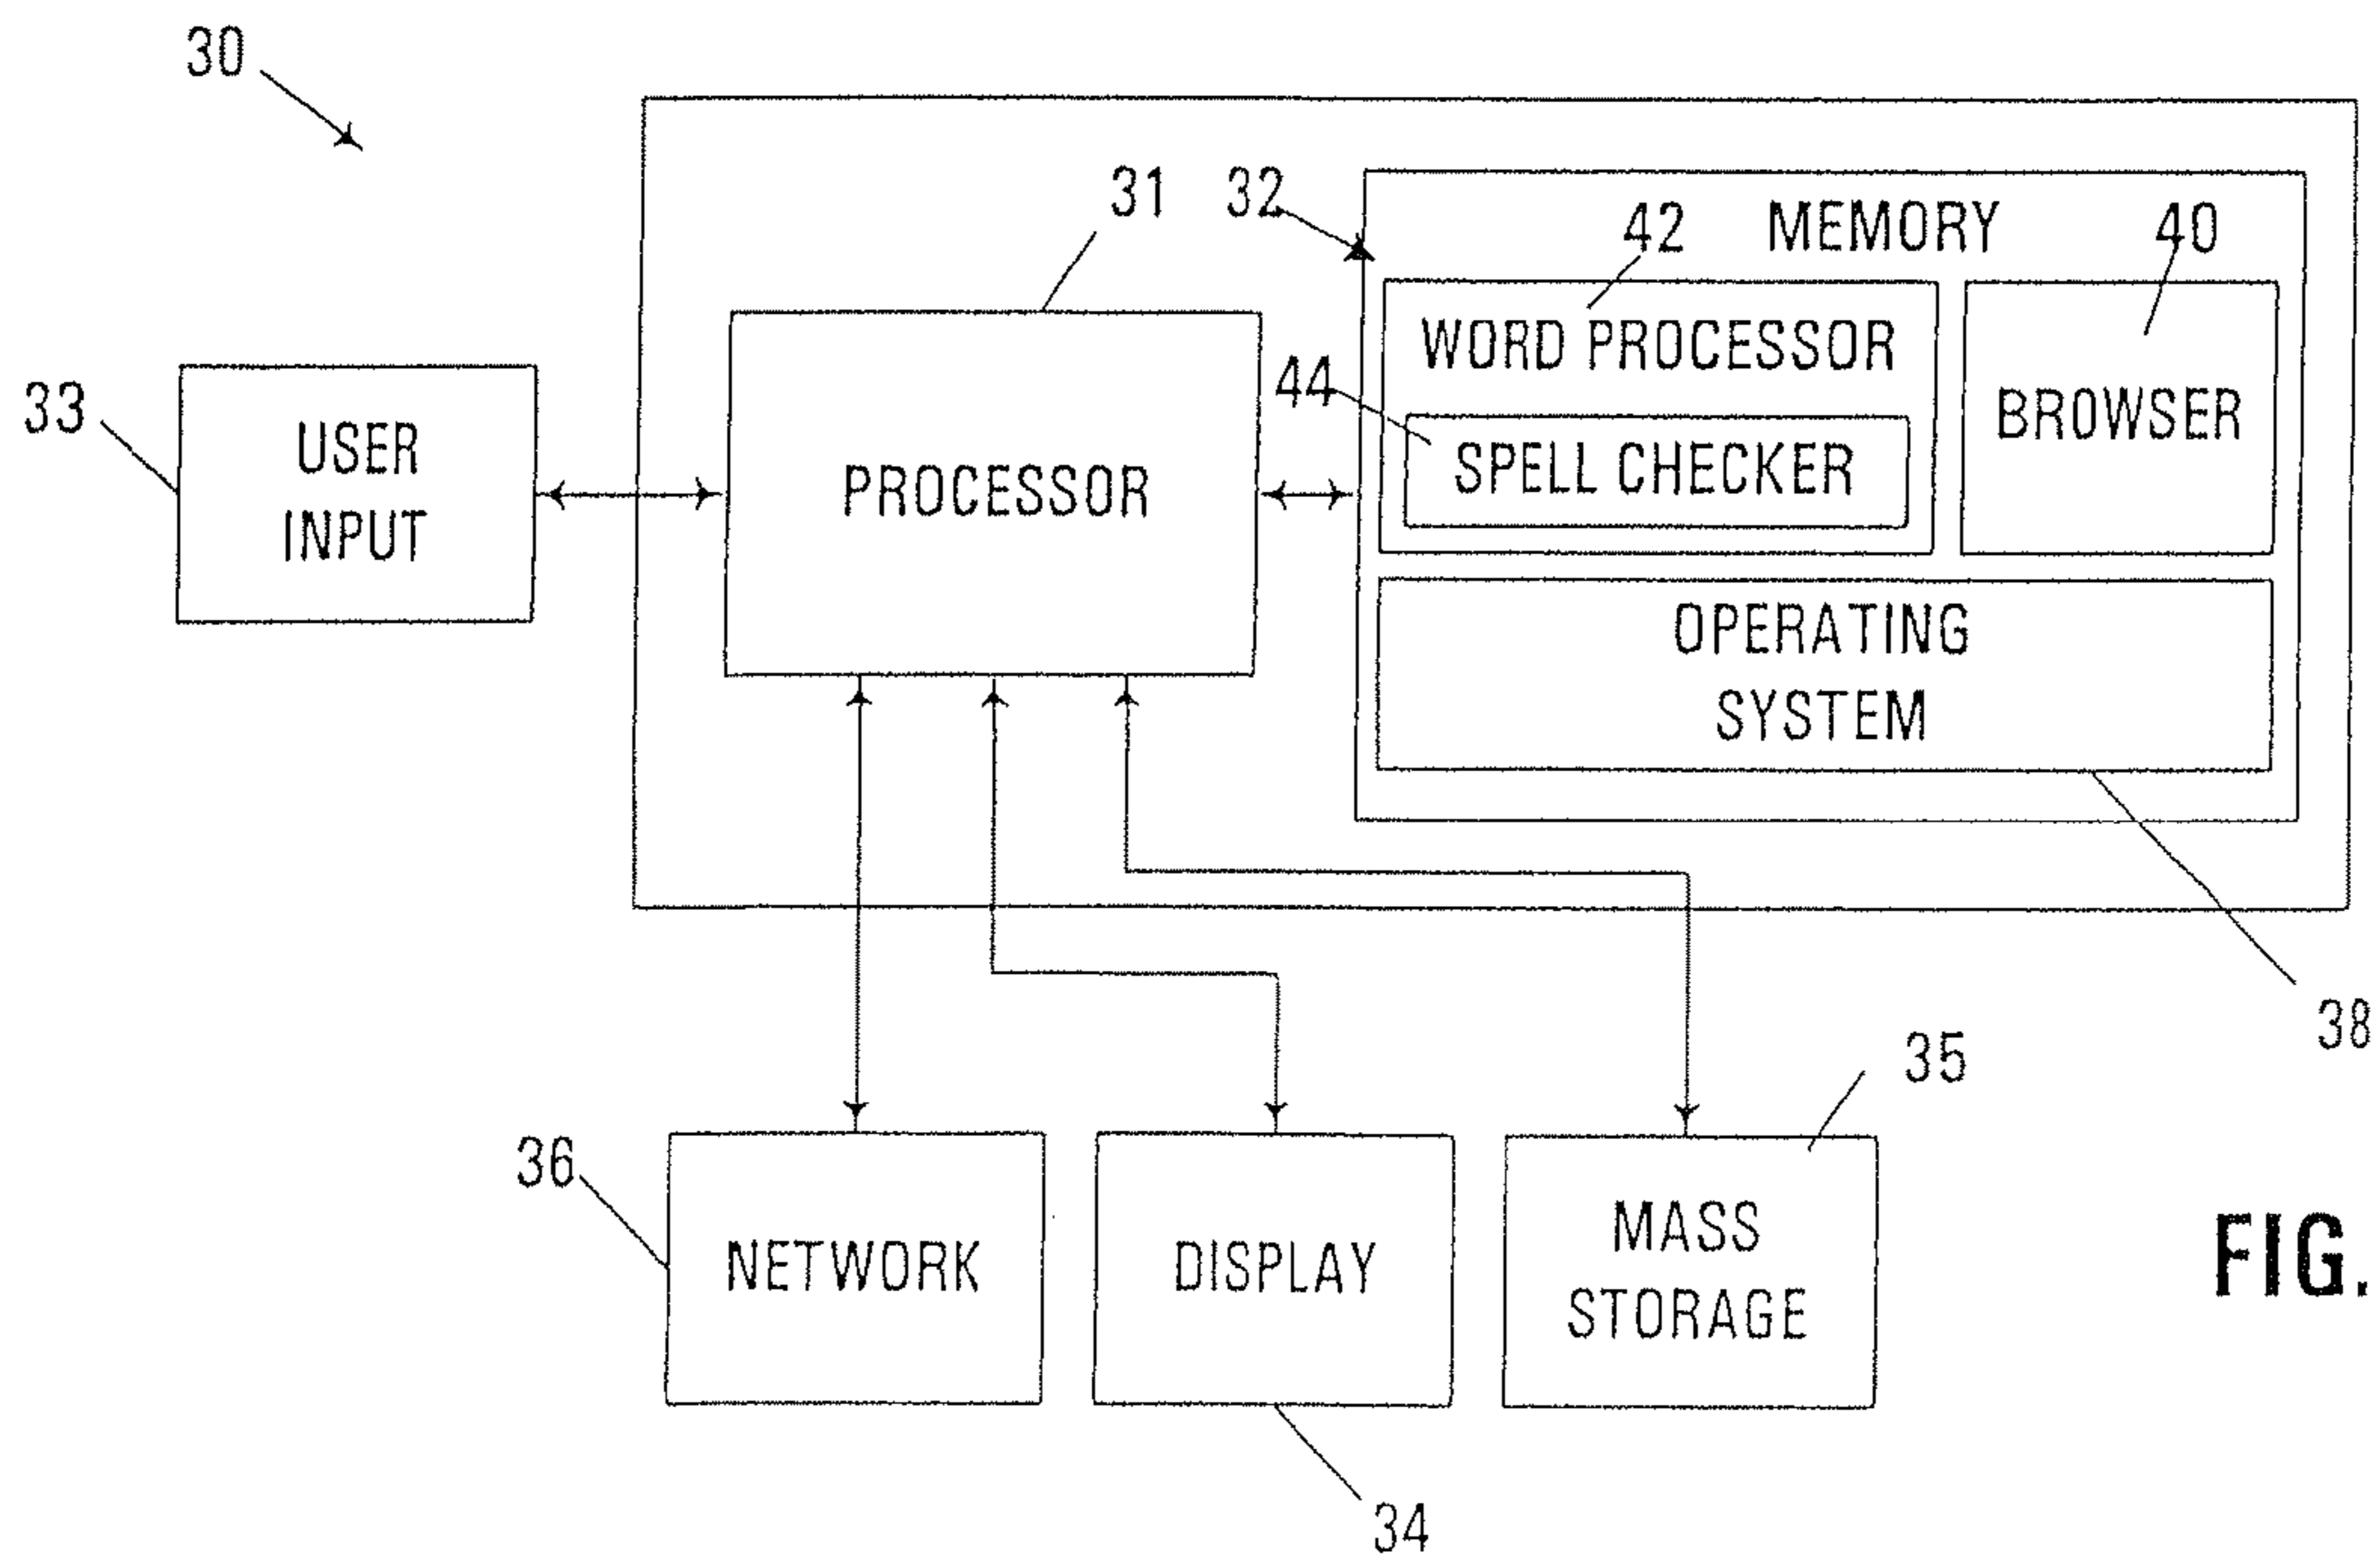 30
31
32
MEMORY
42
40
WORD PROCESSOR
44
SPELL CHECKER
BROWSER
33
USER
INPUT
PROCESSOR
OPERATING
SYSTEM
38
35
36
NETWORK
DISPLAY
MASS
STORAGE
34
FIG.